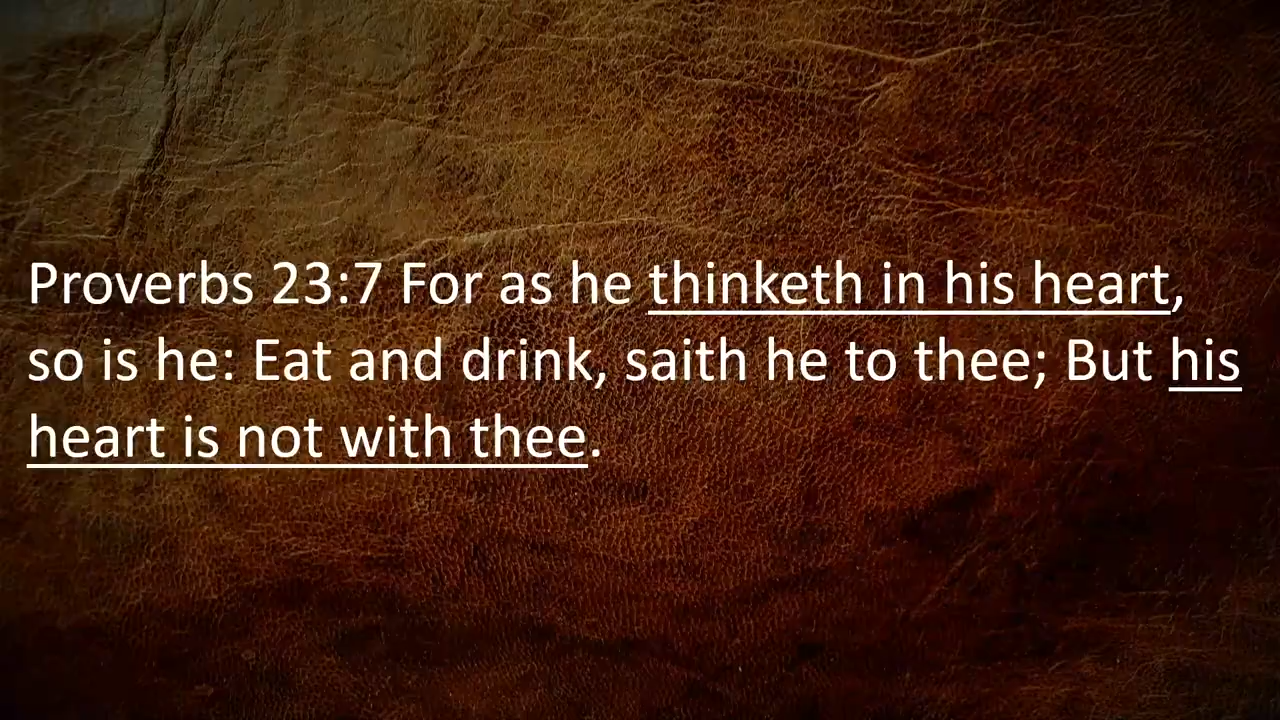 Proverbs 23:7 For as he thinketh in his heart,
so is he: Eat and drink, saith he to thee; But his
heart is not with thee.